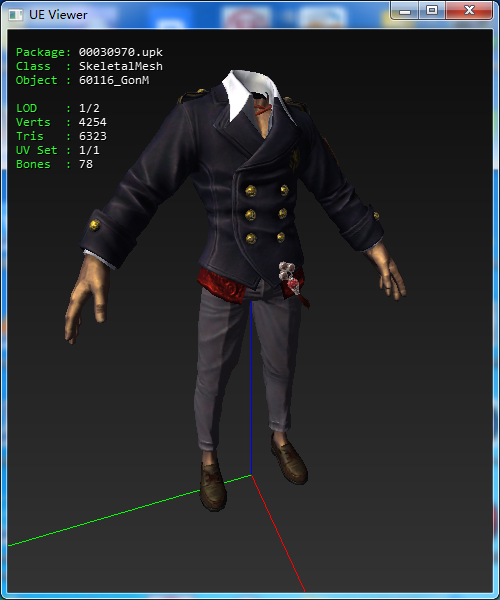 UE Viewer
Package: 00030970.upk
Class : SkeletalMesh
Object : 60116_GonM
LOD : 1/2
Verts : 4254
Tris : 6323
UV Set : 1/1
Bones : 78